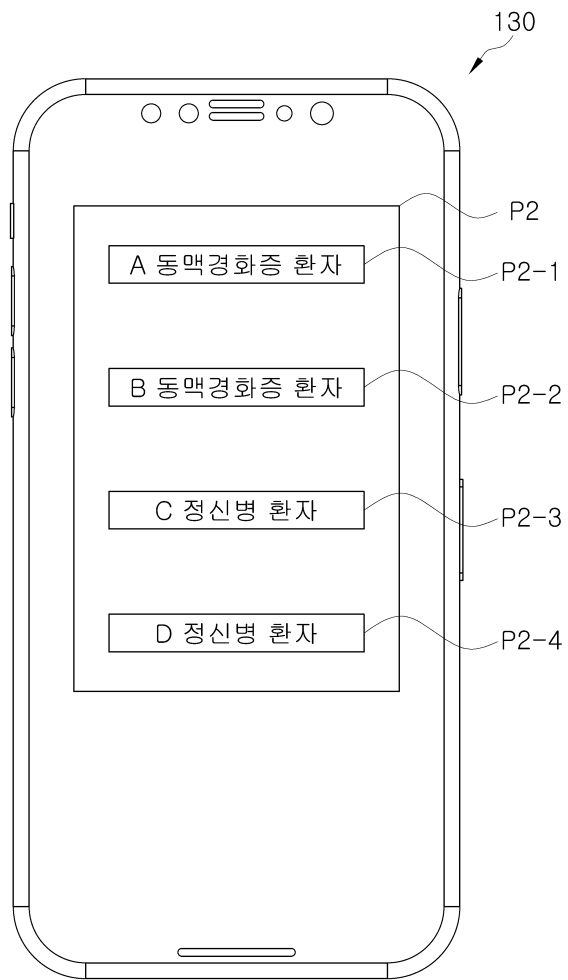 130
P2
A 동맥경화증 환자
P2-1
B 동맥경화증 환자
P2-2
C 정신병 환자
P2-3
D 정신병 환자
P2-4